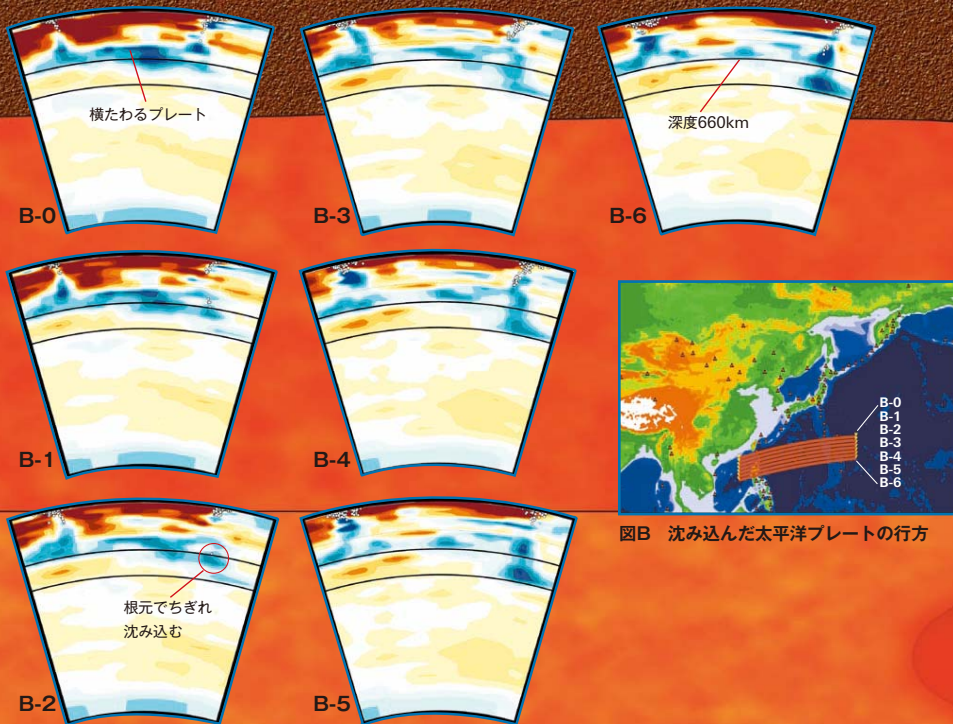 横たわるプレート
B-0
B-3
深度660km
B-6
B-1
B-4
B-0
B-1
B-2
B-3
B-4
B-5
B-6
図B 沈み込んだ太平洋プレートの行方
根元でちぎれ
沈み込む
B-2
B-5